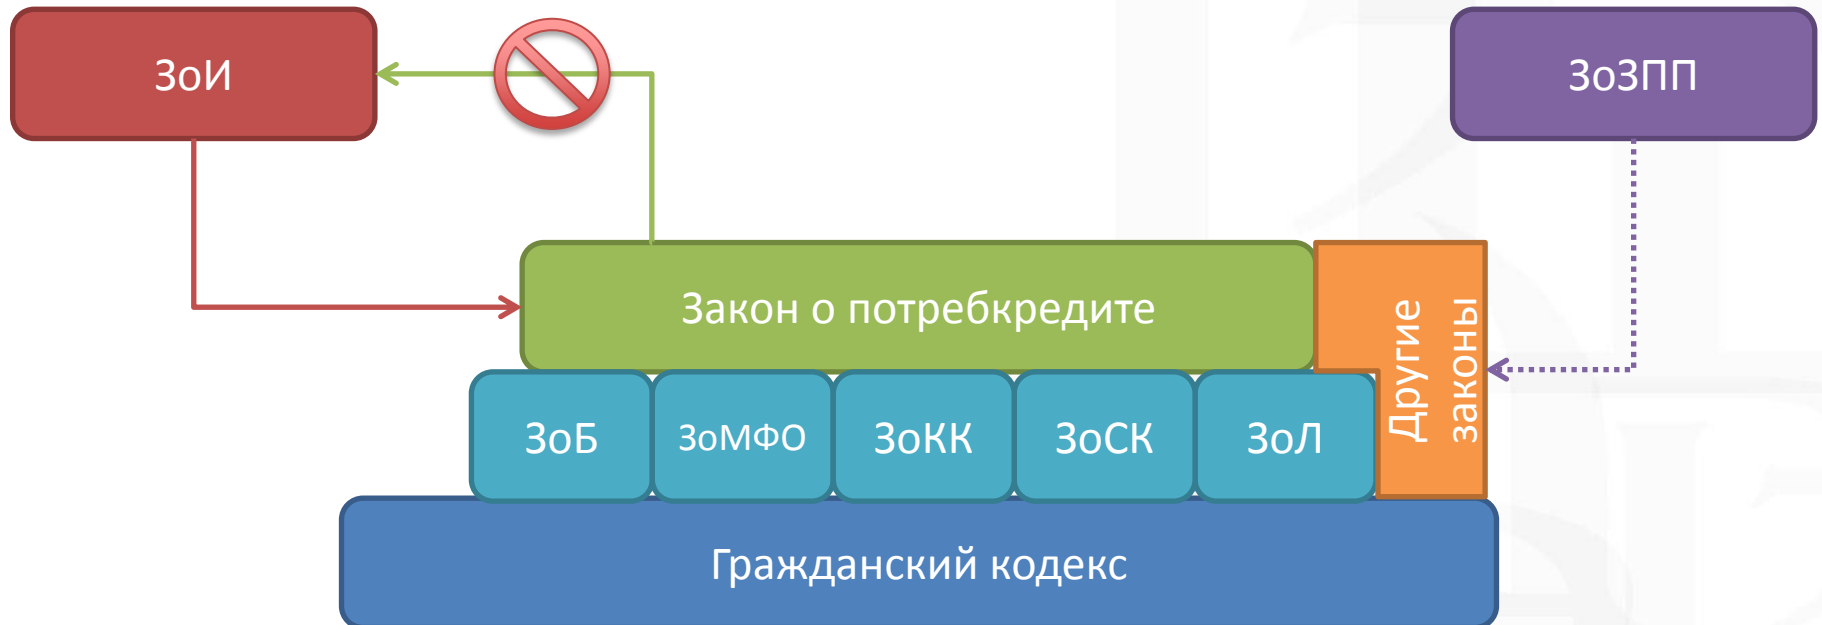 ЗоИ
ЗоЗПП
Закон о потребкредите
Другие
законы
ЗоБ
ЗоМФО
ЗоКК
ЗоСК
ЗоЛ
Гражданский кодекс